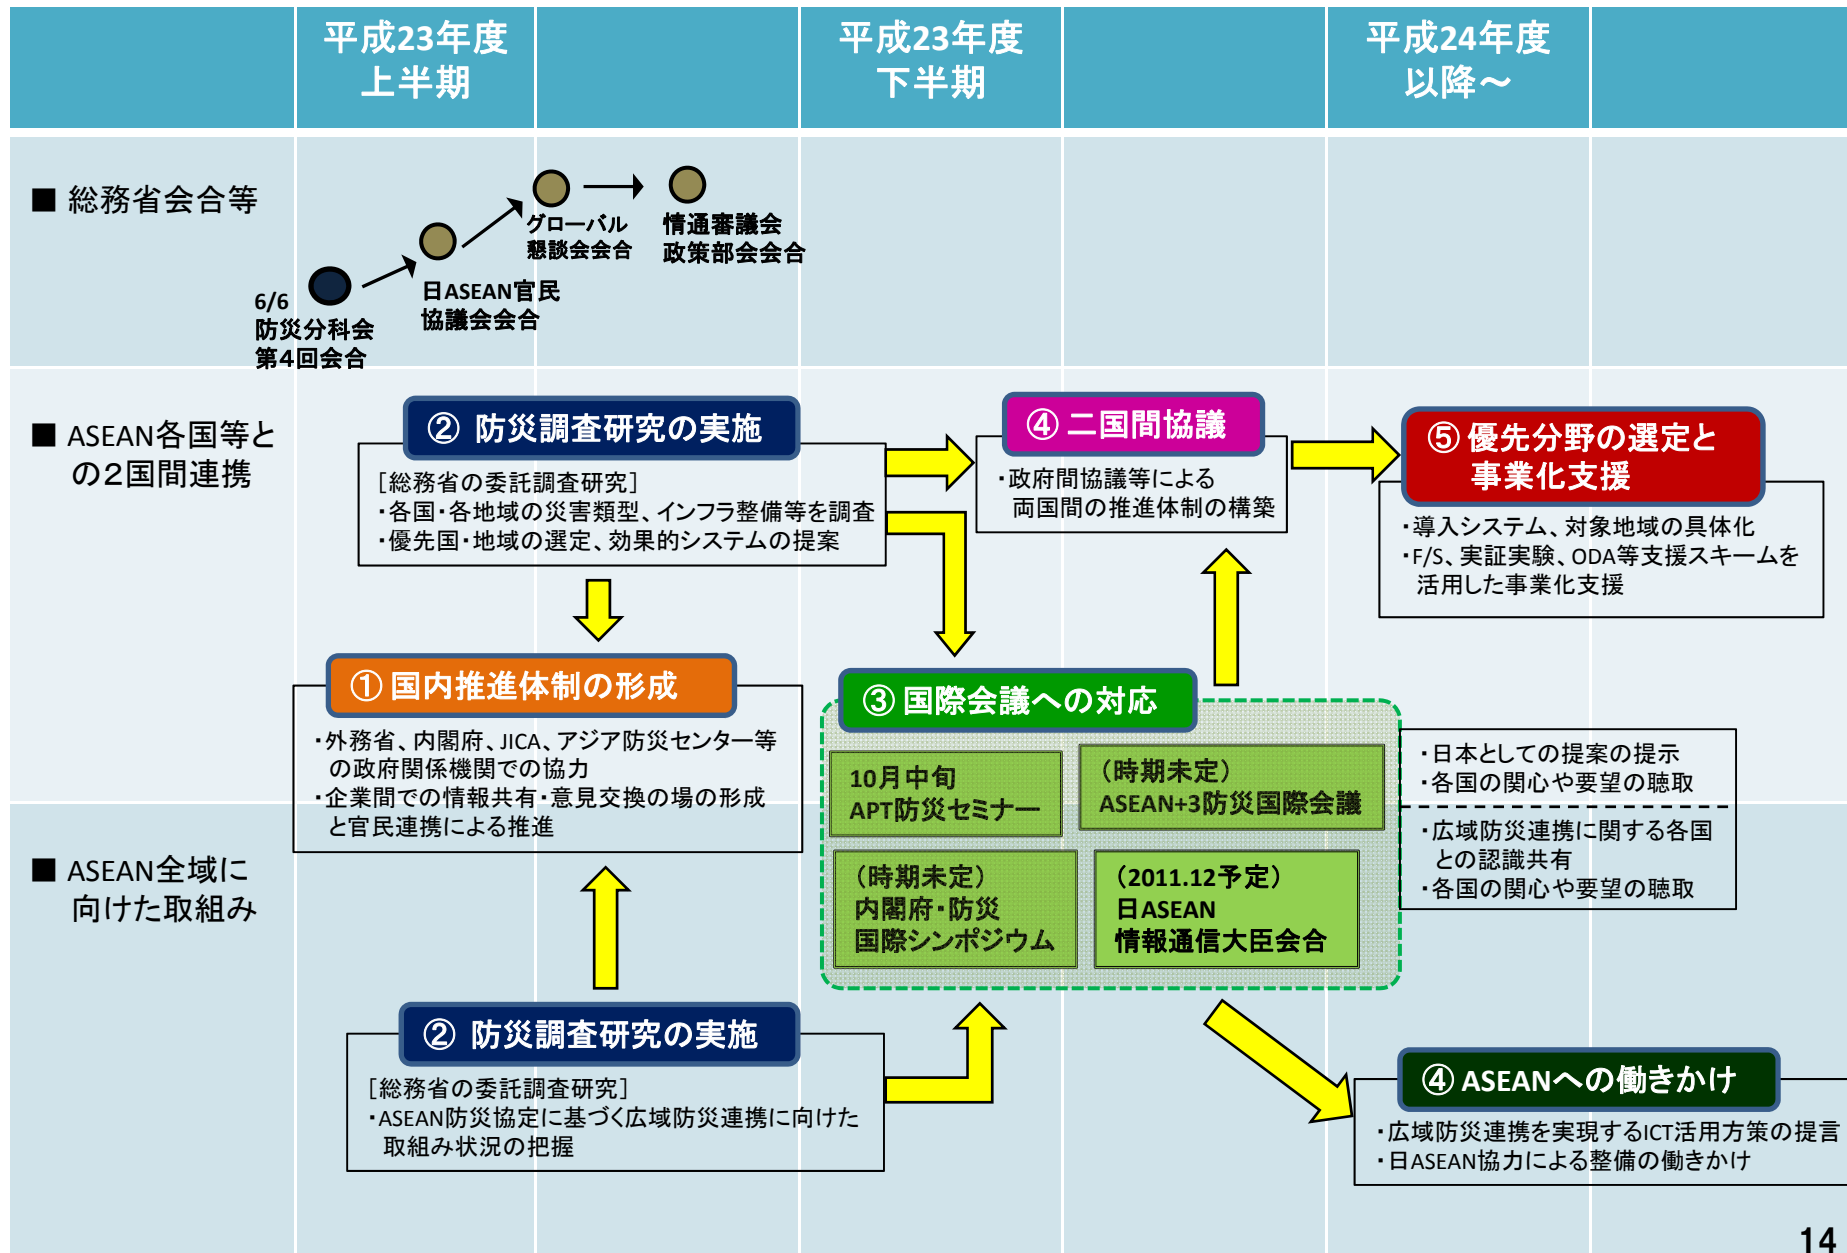 平成23年度
上半期
平成23年度
下半期
平成24年度
以降～
■ 総務省会合等
6/6
防災分科会
第4回会合
日ASEAN官民
協議会会合
グローバル
懇談会会合
情通審議会
政策部会会合
■ ASEAN各国等と
の2国間連携
② 防災調査研究の実施
［総務省の委託調査研究］
・各国・各地域の災害類型、インフラ整備等を調査
・優先国・地域の選定、効果的システムの提案
④ 二国間協議
・政府間協議等による
両国間の推進体制の構築
⑤ 優先分野の選定と
事業化支援
・導入システム、対象地域の具体化
・F/S、実証実験、ODA等支援スキームを
活用した事業化支援
① 国内推進体制の形成
・外務省、内閣府、JICA、アジア防災センター等
の政府関係機関での協力
・企業間での情報共有・意見交換の場の形成
と官民連携による推進
③ 国際会議への対応
10月中旬
APT防災セミナー
（時期未定）
ASEAN+3防災国際会議
（時期未定）
内閣府・防災
国際シンポジウム
（2011.12予定）
日ASEAN
情報通信大臣会合
・日本としての提案の提示
・各国の関心や要望の聴取
・広域防災連携に関する各国
との認識共有
・各国の関心や要望の聴取
■ ASEAN全域に
向けた取組み
② 防災調査研究の実施
［総務省の委託調査研究］
・ASEAN防災協定に基づく広域防災連携に向けた
取組み状況の把握
④ ASEANへの働きかけ
・広域防災連携を実現するICT活用方策の提言
・日ASEAN協力による整備の働きかけ
14